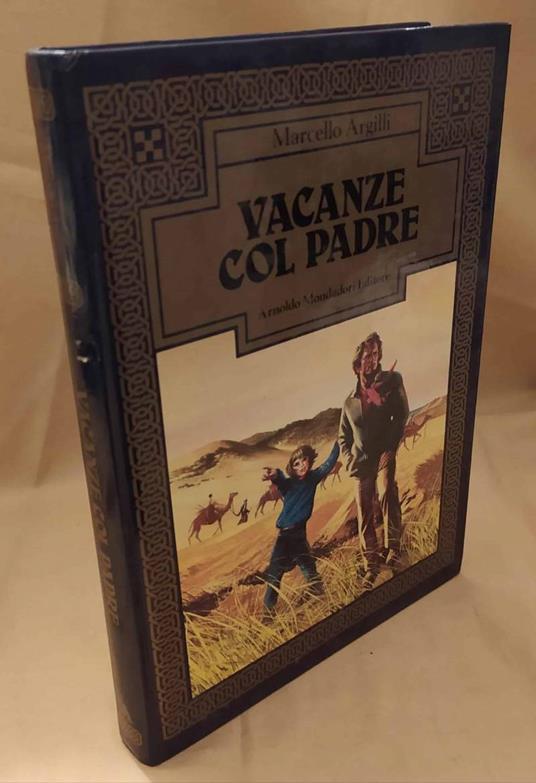 Marcello Argilli
VACANZE
COL PADRE
Arnoldo Mondadori Editore
VACANZE COL PADRE